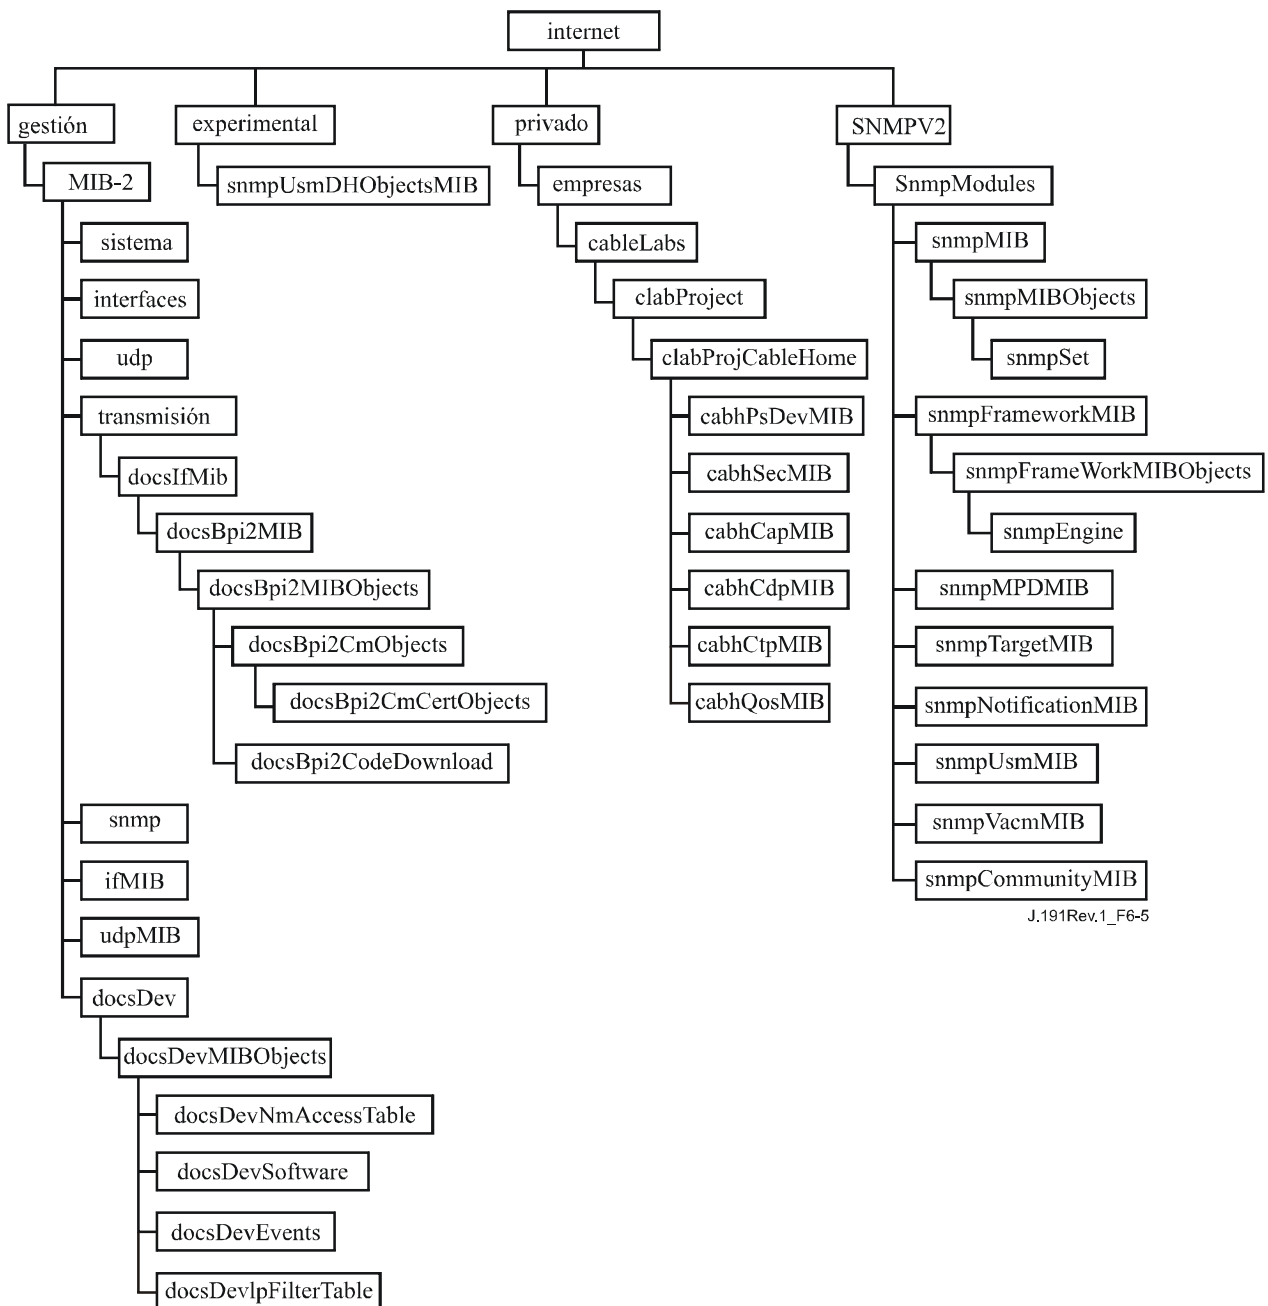 internet
gestión
experimental
privado
SNMPV2
MIB-2
snmpUsmDHObjectsMIB
empresas
SnmpModules
sistema
cableLabs
snmpMIB
interfaces
clabProject
snmpMIBObjects
udp
clabProjCableHome
snmpSet
transmisión
cabhPsDevMIB
snmpFrameworkMIB
docsIfMib
cabhSecMIB
snmpFrameWorkMIBObjects
docsBpi2MIB
cabhCapMIB
snmpEngine
docsBpi2MIBObjects
cabhCdpMIB
snmpMPDMIB
docsBpi2CmObjects
cabhCtpMIB
snmpTargetMIB
docsBpi2CmCertObjects
cabhQosMIB
snmpNotificationMIB
docsBpi2CodeDownload
snmpUsmMIB
snmp
snmpVacmMIB
ifMIB
snmpCommunityMIB
J.191Rev.1_F6-5
udpMIB
docsDev
docsDevMIBObjects
docsDevNmAccessTable
docsDevSoftware
docsDevEvents
docsDevlpFilterTable